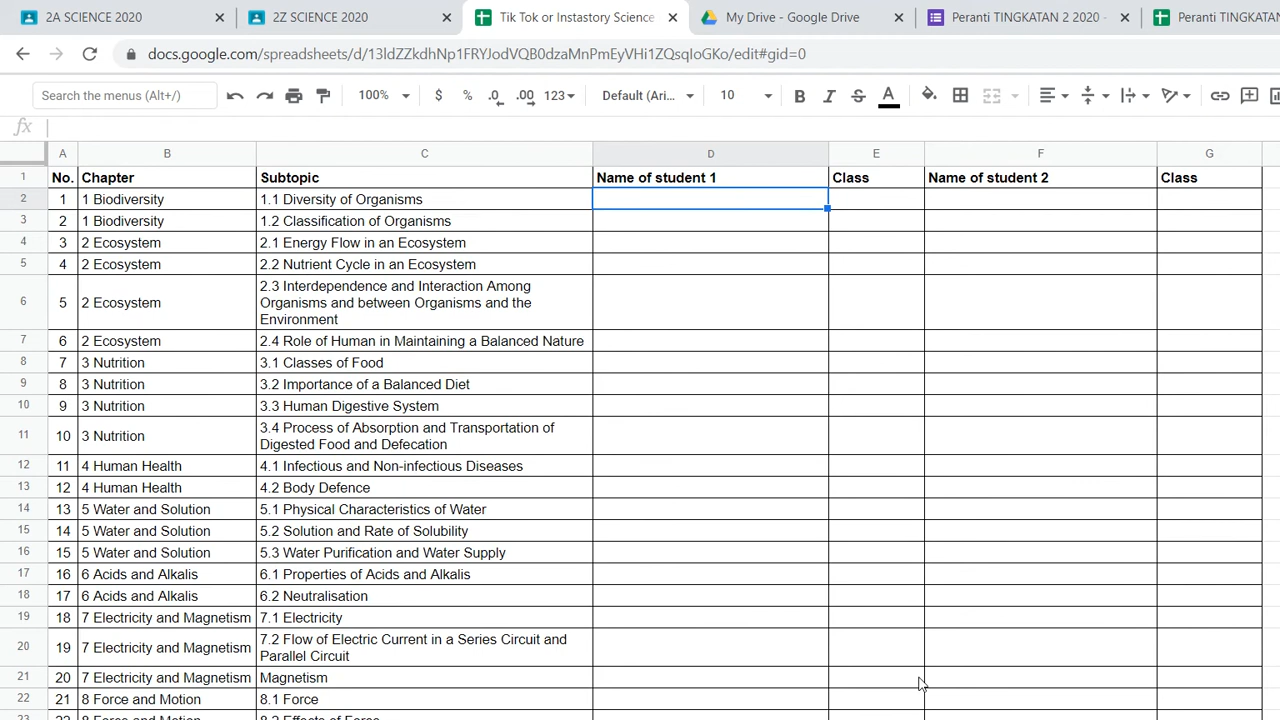 2A SCIENCE 2020
2Z SCIENCE 2020
Tik Tok or Instastory Science
My Drive - Google Drive
Peranti TINGKATAN 2 2020 -
Peranti TINGKATA
docs.google.com/spreadsheets/d/13ldZZkdhNp1FRYJodVQB0dzaMnPmEyVHi1ZQsqIoGKo/edit#gid=0
Search the menus (Alt+/)
100%
$ % .0 .00 123
Default (Ari...
10
B I S A
fx
A B C D E F G
1 No. Chapter Subtopic Name of student 1 Class Name of student 2 Class
2 1 1 Biodiversity 1.1 Diversity of Organisms
3 2 1 Biodiversity 1.2 Classification of Organisms
4 3 2 Ecosystem 2.1 Energy Flow in an Ecosystem
5 4 2 Ecosystem 2.2 Nutrient Cycle in an Ecosystem
6 5 2 Ecosystem 2.3 Interdependence and Interaction Among
Organisms and between Organisms and the
Environment
7 6 2 Ecosystem 2.4 Role of Human in Maintaining a Balanced Nature
8 7 3 Nutrition 3.1 Classes of Food
9 8 3 Nutrition 3.2 Importance of a Balanced Diet
10 9 3 Nutrition 3.3 Human Digestive System
11 10 3 Nutrition 3.4 Process of Absorption and Transportation of
Digested Food and Defecation
12 11 4 Human Health 4.1 Infectious and Non-infectious Diseases
13 12 4 Human Health 4.2 Body Defence
14 13 5 Water and Solution 5.1 Physical Characteristics of Water
15 14 5 Water and Solution 5.2 Solution and Rate of Solubility
16 15 5 Water and Solution 5.3 Water Purification and Water Supply
17 16 6 Acids and Alkalis 6.1 Properties of Acids and Alkalis
18 17 6 Acids and Alkalis 6.2 Neutralisation
19 18 7 Electricity and Magnetism 7.1 Electricity
20 19 7 Electricity and Magnetism 7.2 Flow of Electric Current in a Series Circuit and
Parallel Circuit
21 20 7 Electricity and Magnetism Magnetism
22 21 8 Force and Motion 8.1 Force
23 22 8 Force and Motion 8.2 Effects of Force